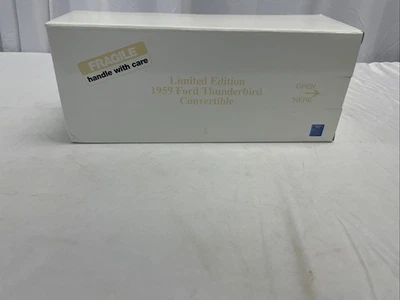 FRAGILE
handle with care
Limited Edition
1959 Ford Thunderbird
Convertible
OPEN
HERE